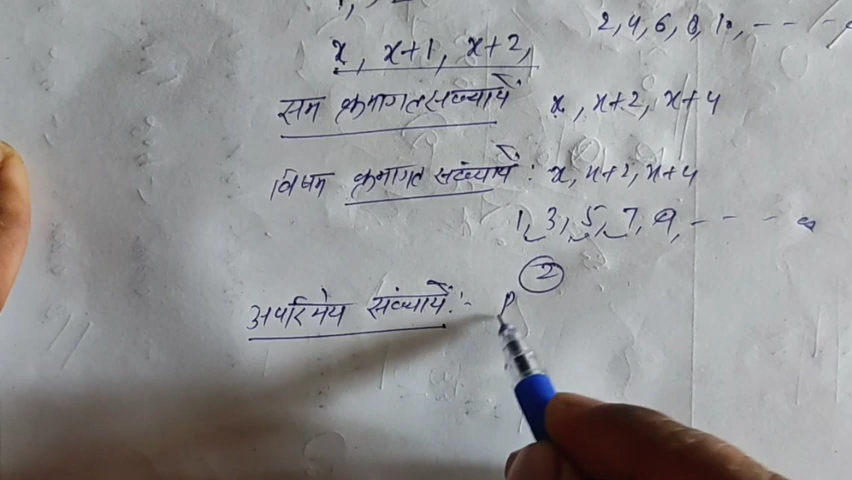 2, 4, 6, 8, 10, - - - -
x, x+1, x+2,
सम क्रमागत संख्यायें x, x+2, x+4
विषम क्रमागत संख्यायें : x, x+2, x+4
1, 3, 5, 7, 9, - - - - ∞
2
अपरिमेय संख्यायें :- P